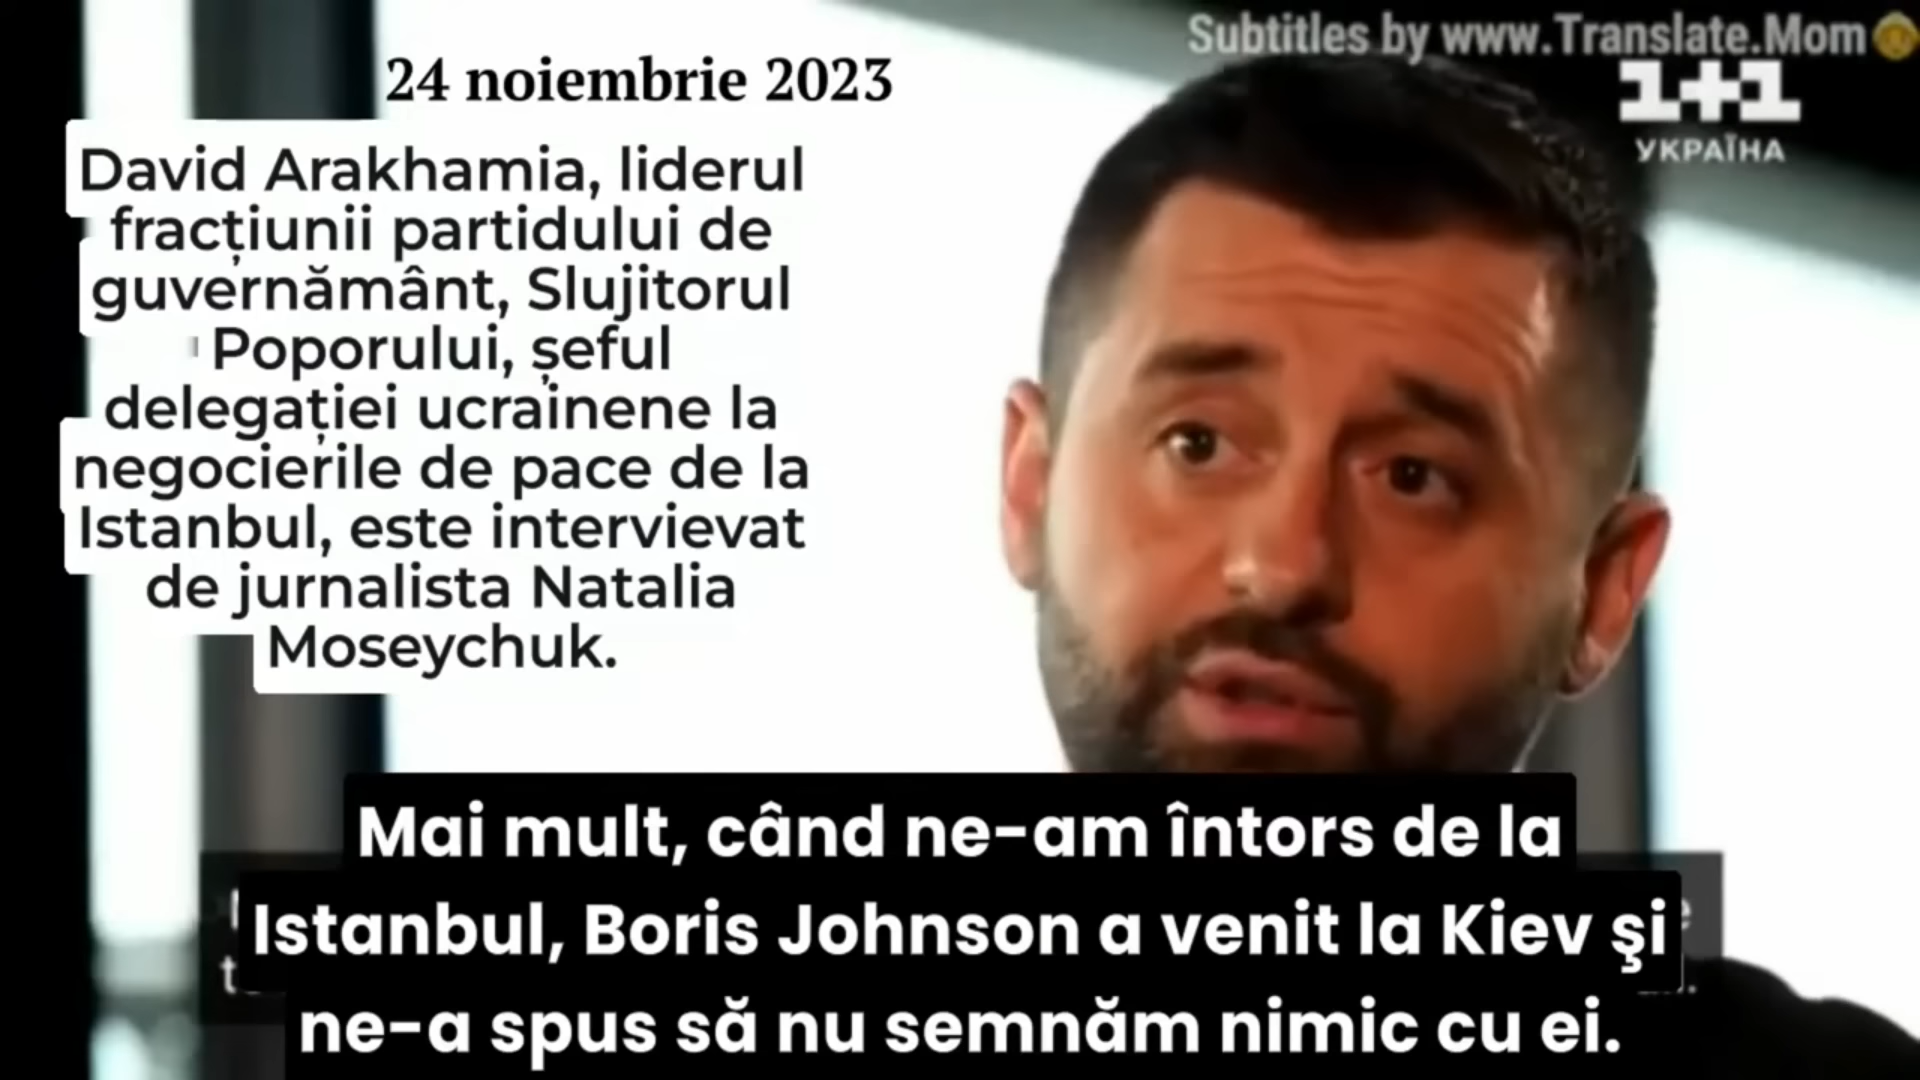 Subtitles by www.Translate.Mom
1+1
УКРАЇНА
24 noiembrie 2023
David Arakhamia, liderul
fracțiunii partidului de
guvernământ, Slujitorul
Poporului, șeful
delegației ucrainene la
negocierile de pace de la
Istanbul, este intervievat
de jurnalista Natalia
Moseychuk.
Mai mult, când ne-am întors de la
Istanbul, Boris Johnson a venit la Kiev şi
ne-a spus să nu semnăm nimic cu ei.